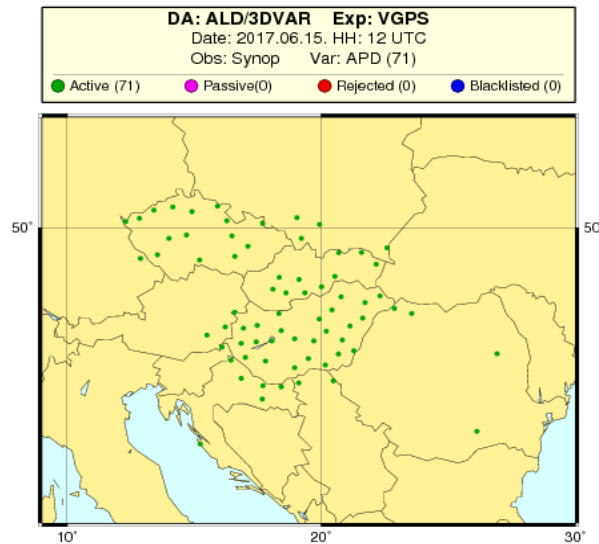 DA: ALD/3DVAR Exp: VGPS
Date: 2017.06.15. HH: 12 UTC
Obs: Synop Var: APD (71)
Active (71) Passive(0) Rejected (0) Blacklisted (0)
50˚ 50
10˚ 20˚ 30˚